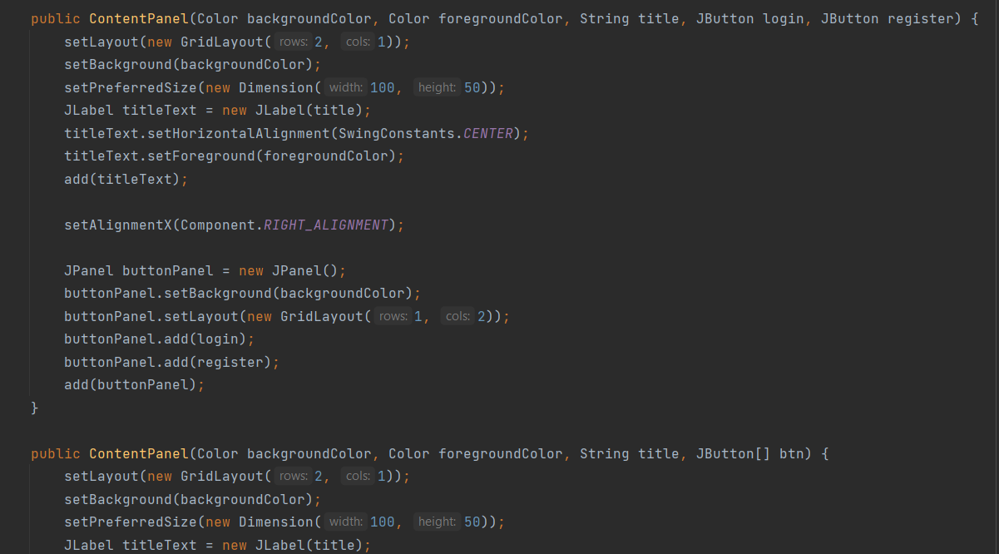 public ContentPanel(Color backgroundColor, Color foregroundColor, String title, JButton login, JButton register) {
setLayout(new GridLayout( rows: 2, cols: 1));
setBackground(backgroundColor);
setPreferredSize(new Dimension( width: 100, height: 50));
JLabel titleText = new JLabel(title);
titleText.setHorizontalAlignment(SwingConstants.CENTER);
titleText.setForeground(foregroundColor);
add(titleText);
setAlignmentX(Component.RIGHT_ALIGNMENT);
JPanel buttonPanel = new JPanel();
buttonPanel.setBackground(backgroundColor);
buttonPanel.setLayout(new GridLayout( rows: 1, cols: 2));
buttonPanel.add(login);
buttonPanel.add(register);
add(buttonPanel);
}
public ContentPanel(Color backgroundColor, Color foregroundColor, String title, JButton[] btn) {
setLayout(new GridLayout( rows: 2, cols: 1));
setBackground(backgroundColor);
setPreferredSize(new Dimension( width: 100, height: 50));
JLabel titleText = new JLabel(title);